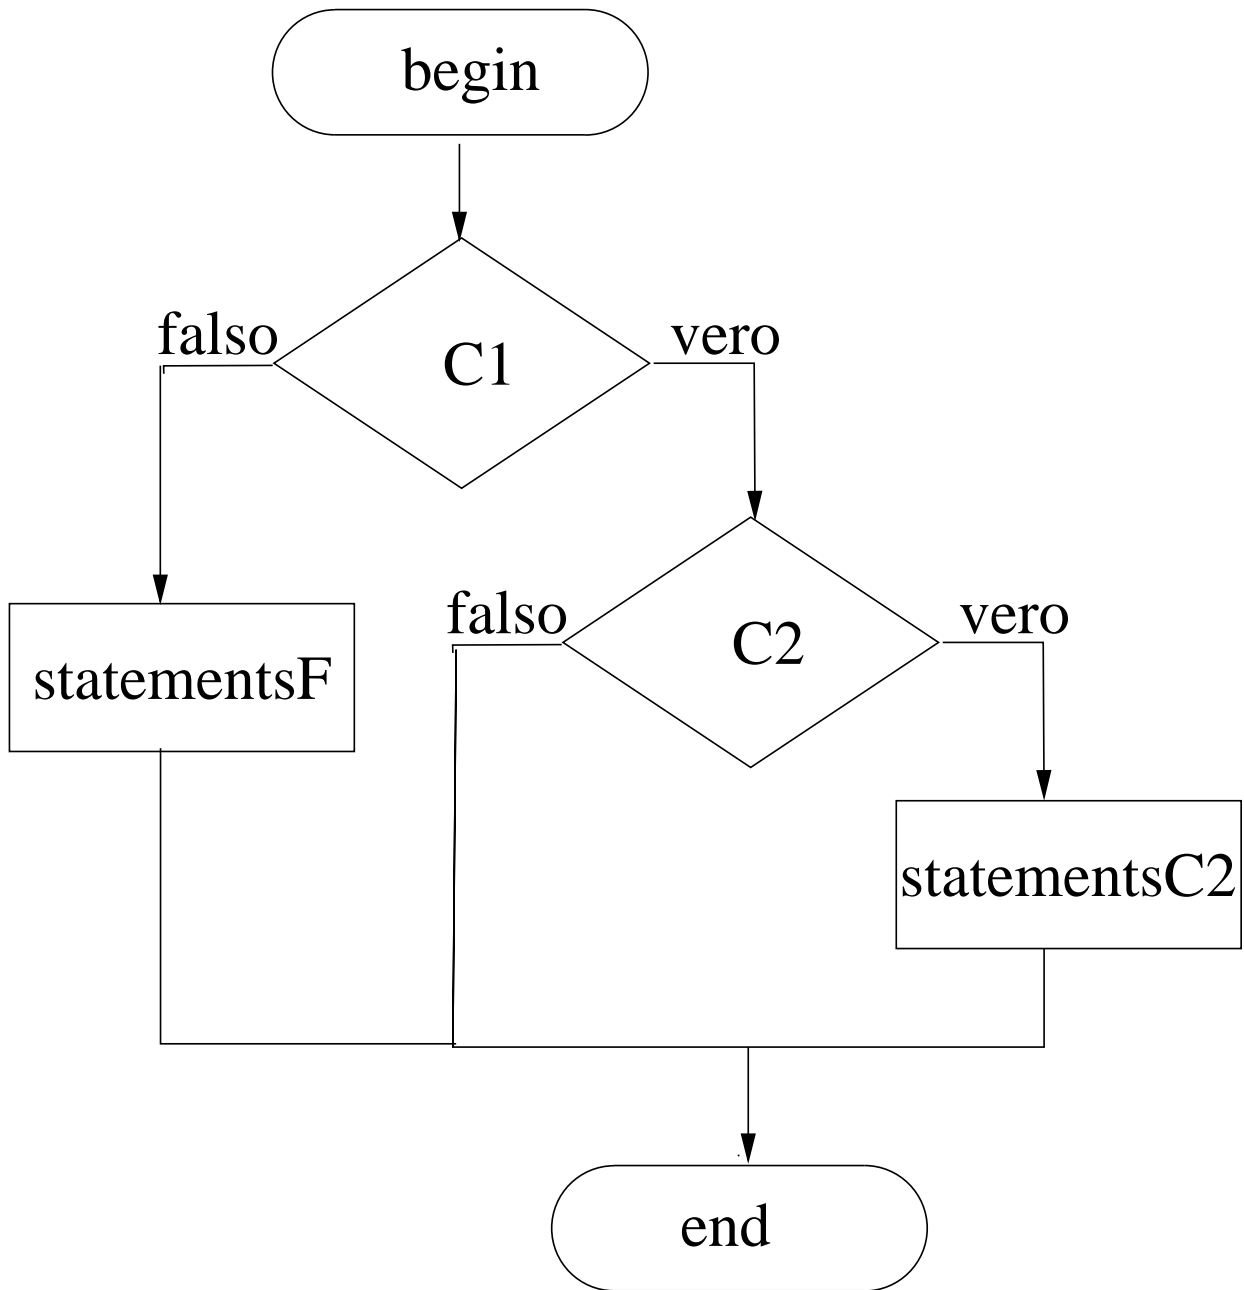 begin
falso
vero
C1
falso
vero
C2
statementsF
statementsC2
end